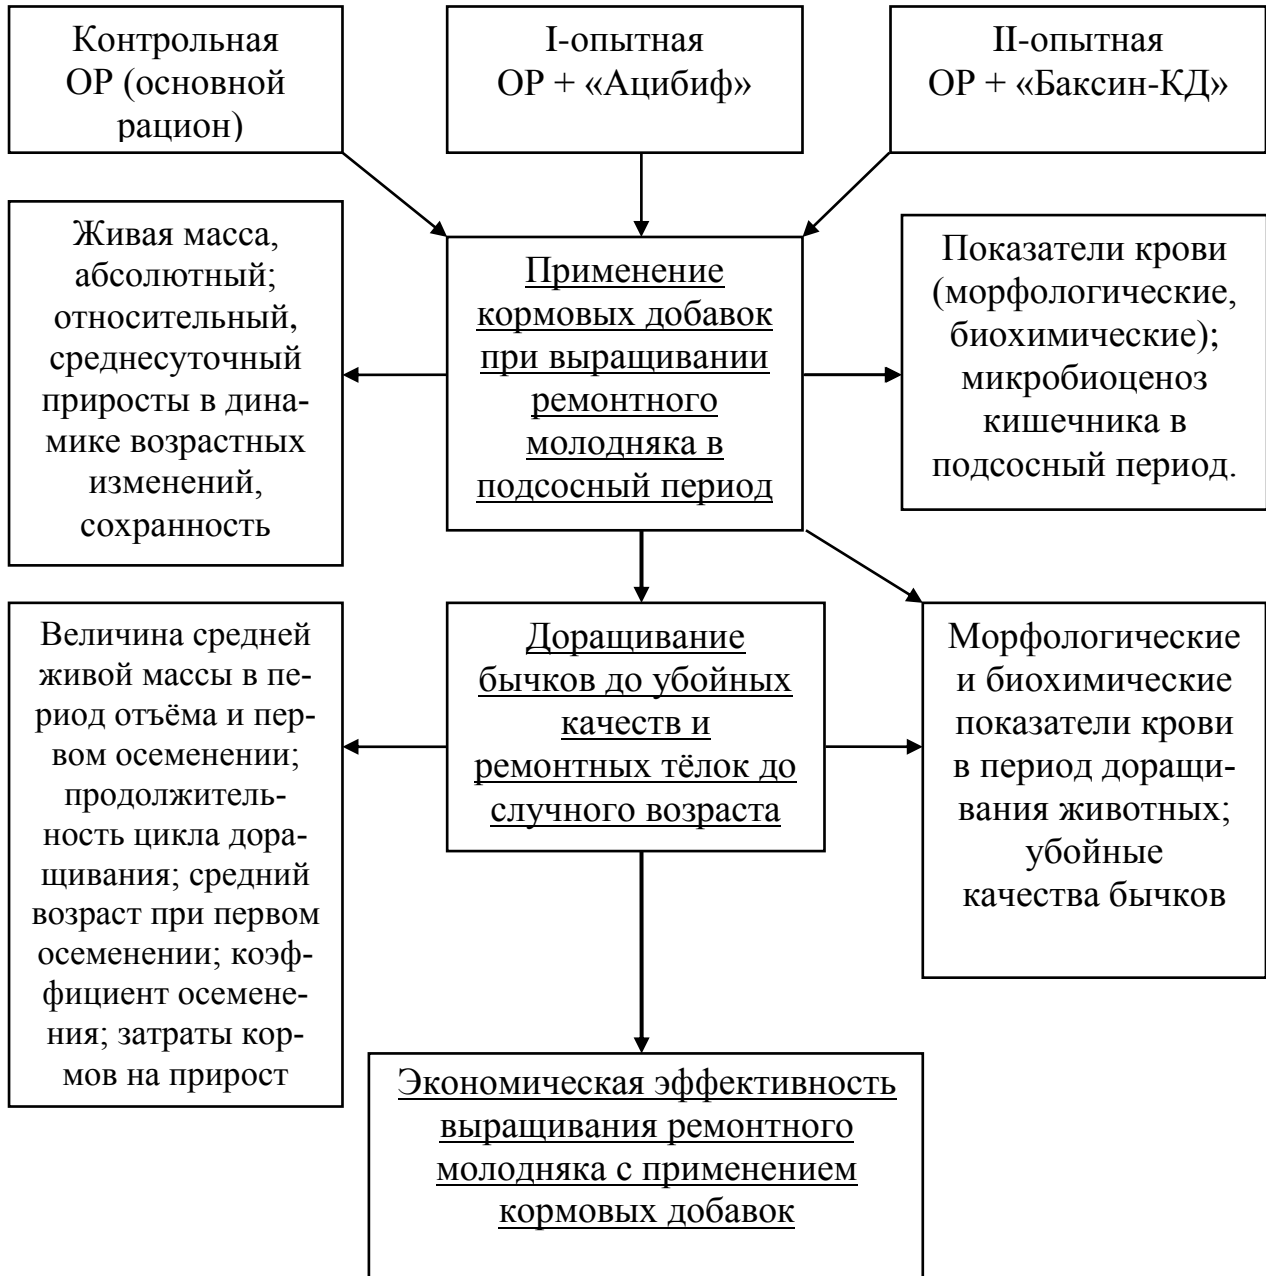 Контрольная
ОР (основной
рацион)
I-опытная
ОР + «Ацибиф»
II-опытная
ОР + «Баксин-КД»
Живая масса,
абсолютный;
относительный,
среднесуточный
приросты в дина-
мике возрастных
изменений,
сохранность
Применение
кормовых добавок
при выращивании
ремонтного
молодняка в
подсосный период
Показатели крови
(морфологические,
биохимические);
микробиоценоз
кишечника в
подсосный период.
Величина средней
живой массы в пе-
риод отъёма и пер-
вом осеменении;
продолжитель-
ность цикла дора-
щивания; средний
возраст при первом
осеменении; коэф-
фициент осемене-
ния; затраты кор-
мов на прирост
Доращивание
бычков до убойных
качеств и
ремонтных тёлок до
случного возраста
Морфологические
и биохимические
показатели крови
в период доращи-
вания животных;
убойные
качества бычков
Экономическая эффективность
выращивания ремонтного
молодняка с применением
кормовых добавок